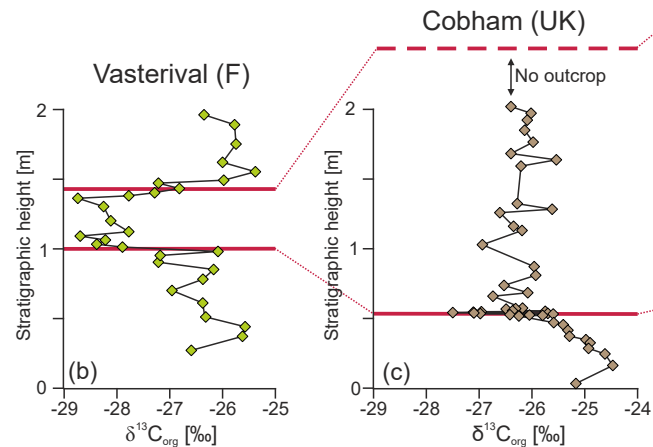 Cobham (UK)
Vasterival (F)
No outcrop
Stratigraphic height [m]
2
1
0
(b)
-29 -28 -27 -26 -25
δ¹³Corg [‰]
Stratigraphic height [m]
2
1
0
(c)
-29 -28 -27 -26 -25 -24
δ¹³Corg [‰]